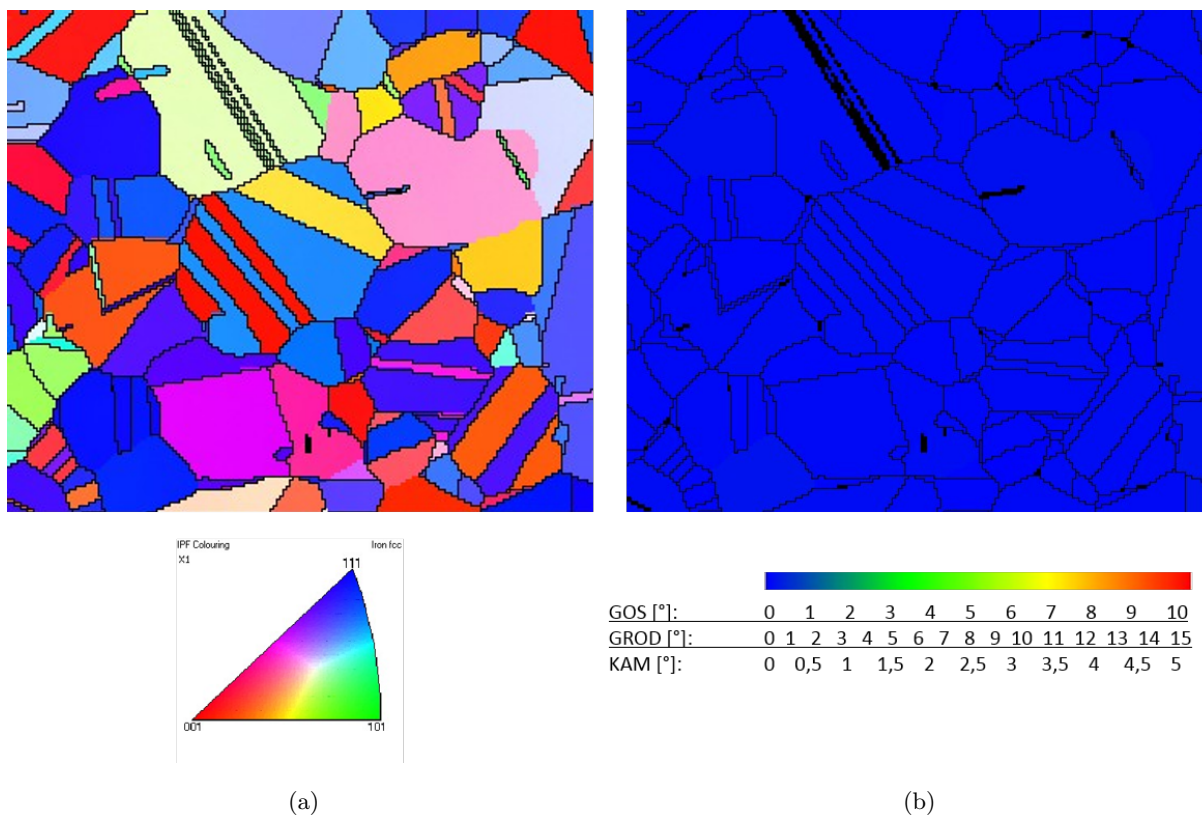 IPF Colouring Iron fcc
X1
111
001 101
GOS [°]: 0 1 2 3 4 5 6 7 8 9 10
GROD [°]: 0 1 2 3 4 5 6 7 8 9 10 11 12 13 14 15
KAM [°]: 0 0,5 1 1,5 2 2,5 3 3,5 4 4,5 5
(a) (b)